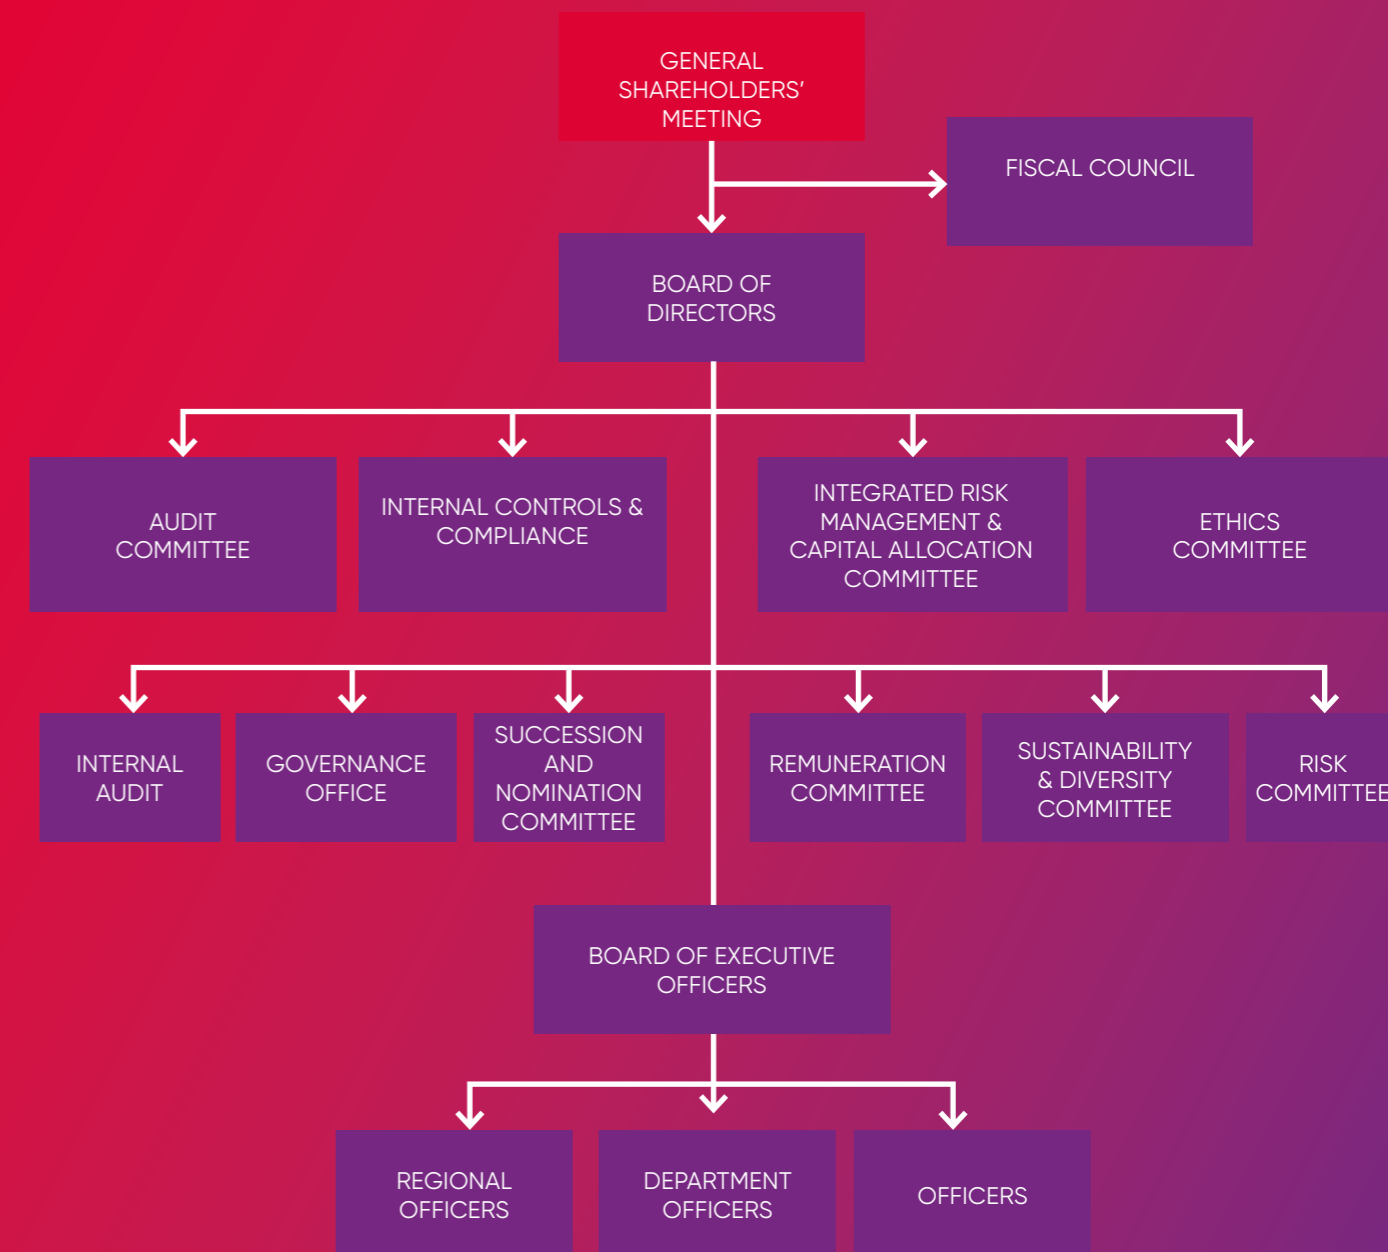 GENERAL
SHAREHOLDERS’
MEETING
FISCAL COUNCIL
BOARD OF
DIRECTORS
AUDIT
COMMITTEE
INTERNAL CONTROLS &
COMPLIANCE
INTEGRATED RISK
MANAGEMENT &
CAPITAL ALLOCATION
COMMITTEE
ETHICS
COMMITTEE
INTERNAL
AUDIT
GOVERNANCE
OFFICE
SUCCESSION
AND
NOMINATION
COMMITTEE
REMUNERATION
COMMITTEE
SUSTAINABILITY
& DIVERSITY
COMMITTEE
RISK
COMMITTEE
BOARD OF EXECUTIVE
OFFICERS
REGIONAL
OFFICERS
DEPARTMENT
OFFICERS
OFFICERS